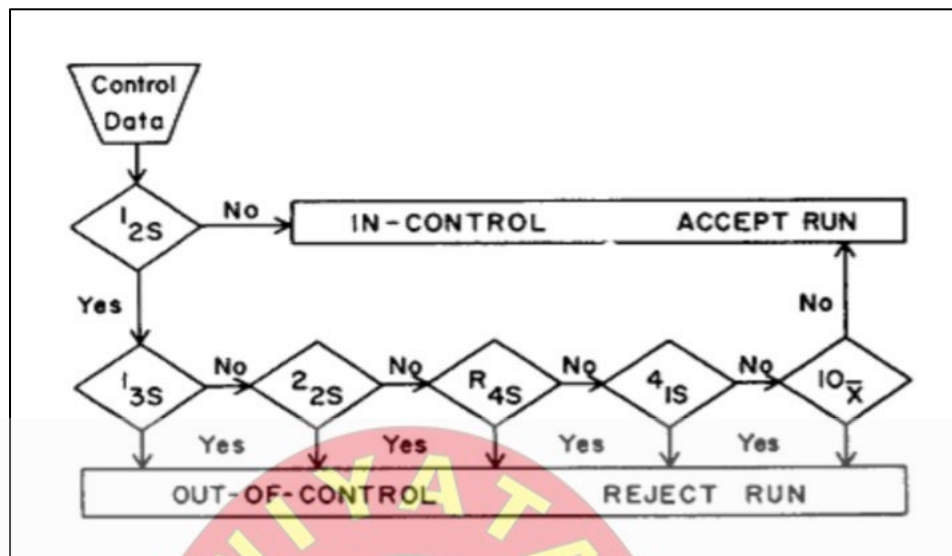 Control
Data
1 2S
No
IN-CONTROL ACCEPT RUN
Yes
No
1 3S
No
2 2S
No
R 4S
No
4 1S
No
10 x̅
Yes
Yes
Yes
Yes
OUT-OF-CONTROL REJECT RUN
IYATA